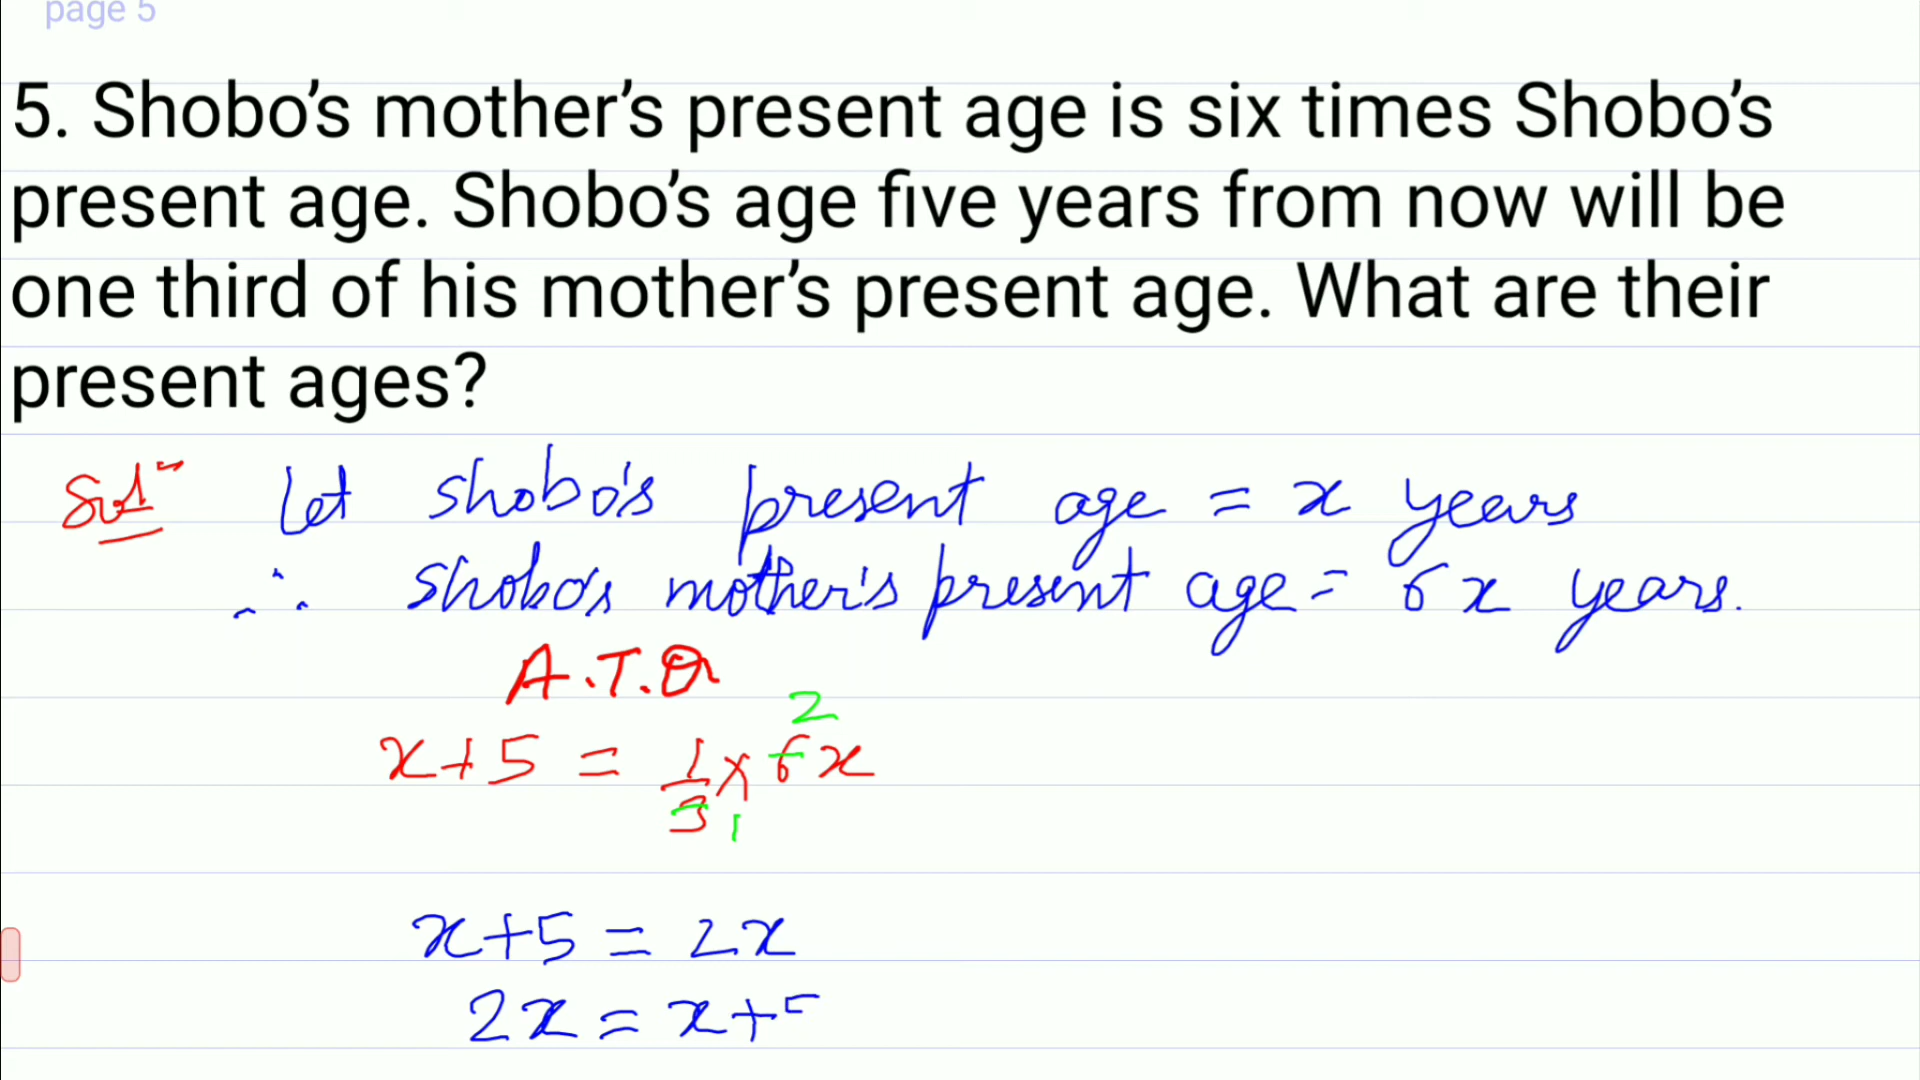 page 5
5. Shobo’s mother’s present age is six times Shobo’s
present age. Shobo’s age five years from now will be
one third of his mother’s present age. What are their
present ages?
Solⁿ Let shobo's present age = x years
∴ shobo's mother's present age = 6x years.
A.T.Q
2
x+5 = 1/3 × 6x
1
x+5 = 2x
2x = x+5